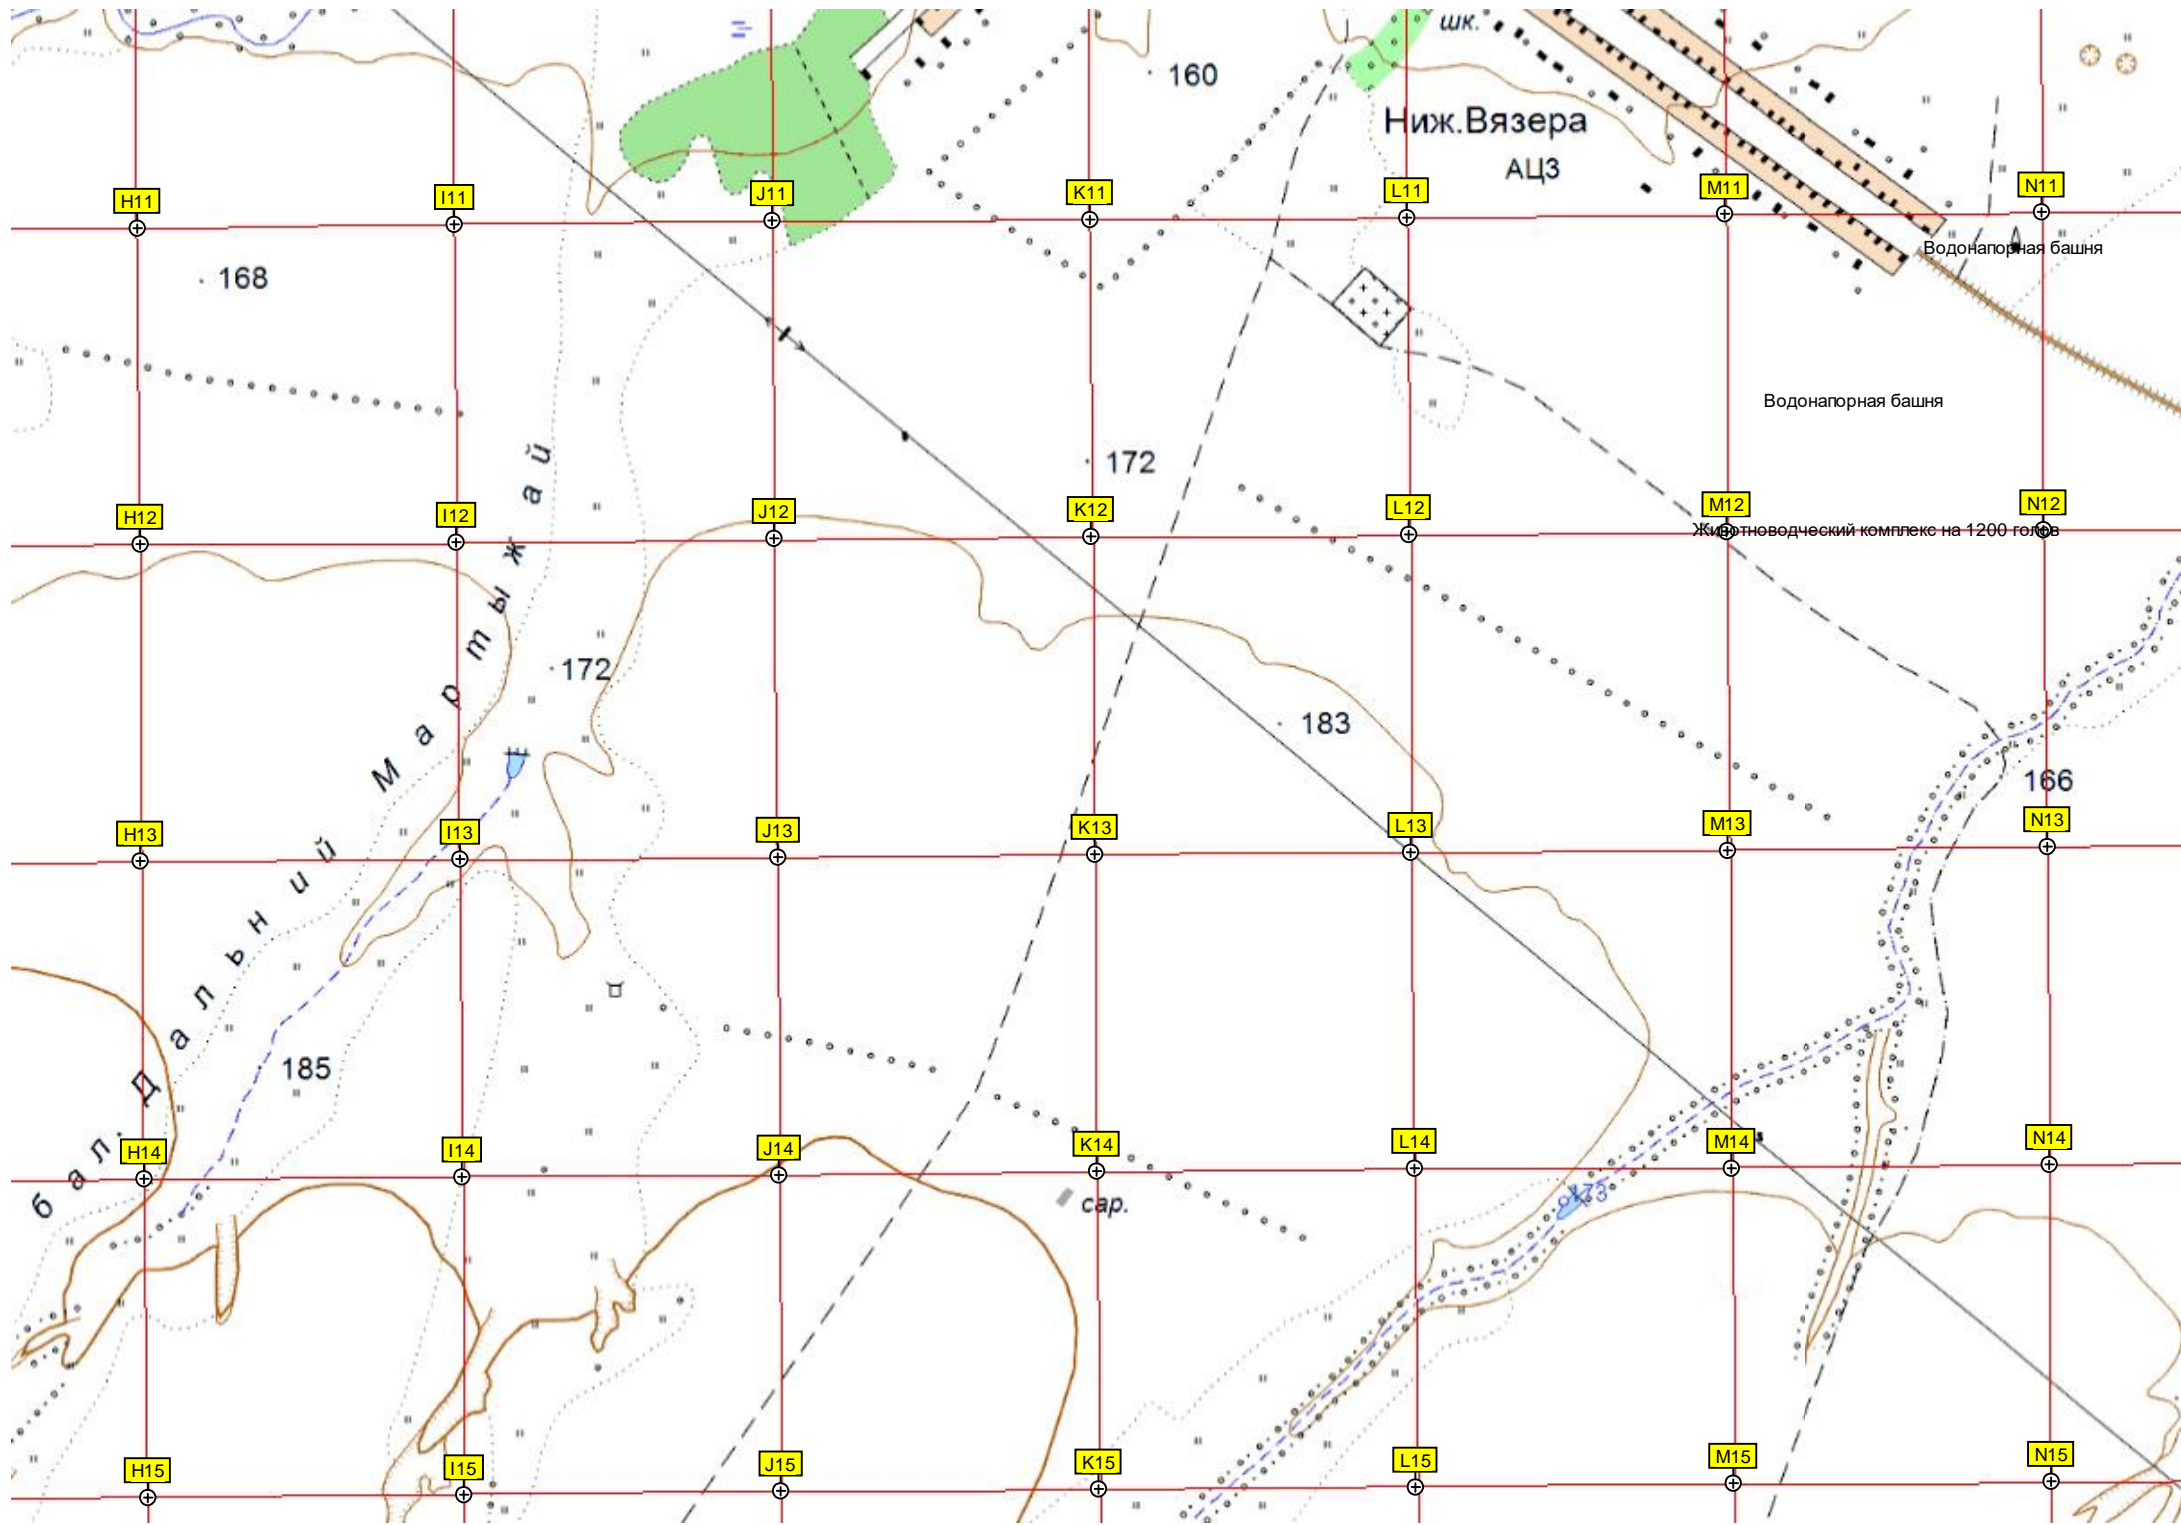 шк.
160
Ниж.Вязера
АЦЗ
H11
I11
J11
K11
L11
M11
N11
Водонапорная башня
168
Водонапорная башня
172
H12
I12
J12
K12
L12
M12
N12
Животноводческий комплекс на 1200 голов
172
183
166
бал. Дальний Мартыжай
H13
I13
J13
K13
L13
M13
N13
185
H14
I14
J14
K14
L14
M14
N14
173
сар.
H15
I15
J15
K15
L15
M15
N15